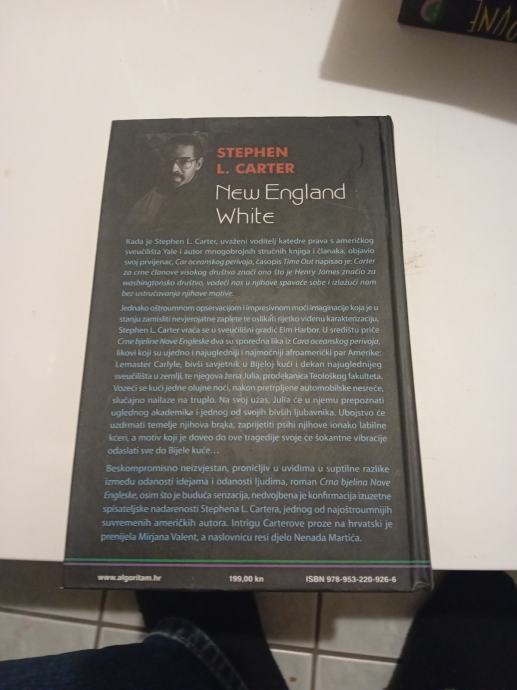 OVNE
STEPHEN
L. CARTER
New England
White
Kada je Stephen L. Carter, uvaženi voditelj katedre prava s američkog
sveučilišta Yale i autor mnogobrojnih stručnih knjiga i članaka, objavio
svoj prvijenac, Car oceanskog perivoja, časopis Time Out napisao je: Carter
za crne članove visokog društva znači ono što je Henry James značio za
washingtonsko društvo, vodeći nas u njihove spavaće sobe i izlažući nam
bez ustručavanja njihove motive.
Jednako oštroumnom opservacijom i impresivnom moći imaginacije koja je u
stanju zamisliti nevjerojatne zaplete te oslikati rijetko viđenu karakterizaciju,
Stephen L. Carter vraća se u sveučilišni gradić Elm Harbor. U središtu priče
Crne bjeline Nove Engleske dva su sporedna lika iz Cara oceanskog perivoja,
likovi koji su ujedno i najugledniji i najmoćniji afroamerički par Amerike:
Lemaster Carlyle, bivši savjetnik u Bijeloj kući i dekan najuglednijeg
sveučilišta u zemlji, te njegova žena Julia, prodekanica Teološkog fakulteta.
Vozeći se kući jedne olujne noći, nakon pretrpljene automobilske nesreće,
slučajno nailaze na truplo. Na svoj užas, Julia će u njemu prepoznati
uglednog akademika i jednog od svojih bivših ljubavnika. Ubojstvo će
uzdrmati temelje njihova braka, zaprijetiti psihi njihove ionako labilne
kćeri, a motiv koji je doveo do ove tragedije svoje će šokantne vibracije
odaslati sve do Bijele kuće...
Beskompromisno neizvjestan, pronicljiv u uvidima u suptilne razlike
između odanosti idejama i odanosti ljudima, roman Crna bjelina Nove
Engleske, osim što je buduća senzacija, nedvojbena je konfirmacija izuzetne
spisateljske nadarenosti Stephena L. Cartera, jednog od najoštroumnijih
suvremenih američkih autora. Intrigu Carterove proze na hrvatski je
prenijela Mirjana Valent, a naslovnicu resi djelo Nenada Martića.
www.algoritam.hr 199,00 kn ISBN 978-953-220-926-6